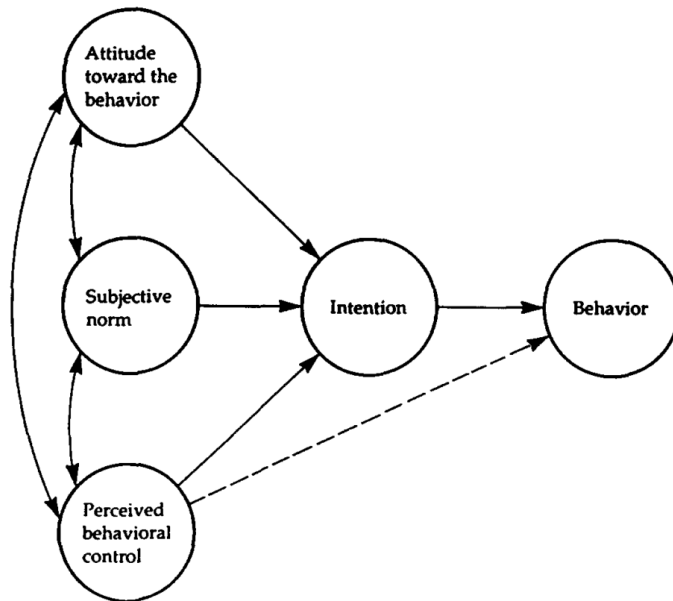 Attitude
toward the
behavior
Subjective
norm
Intention
Behavior
Perceived
behavioral
control